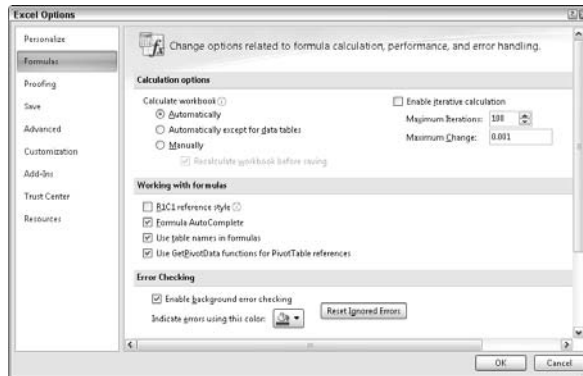 Excel Options
Personalize
Formulas
Proofing
Save
Advanced
Customization
Add-Ins
Trust Center
Resources
Change options related to formula calculation, performance, and error handling.
Calculation options
Calculate workbook
Automatically
Automatically except for data tables
Manually
Recalculate workbook before saving
Enable iterative calculation
Maximum Iterations: 100
Maximum Change: 0.001
Working with formulas
R1C1 reference style
Formula AutoComplete
Use table names in formulas
Use GetPivotData functions for PivotTable references
Error Checking
Enable background error checking
Indicate errors using this color:
Reset Ignored Errors
OK
Cancel